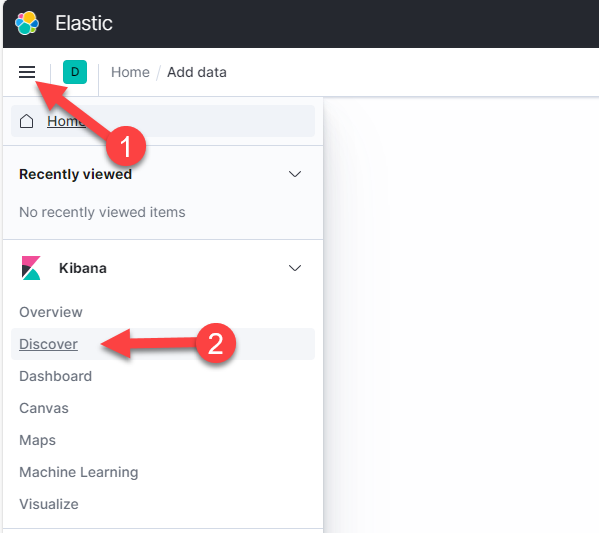 Elastic
D Home / Add data
Home
1
Recently viewed
No recently viewed items
Kibana
Overview
Discover
2
Dashboard
Canvas
Maps
Machine Learning
Visualize